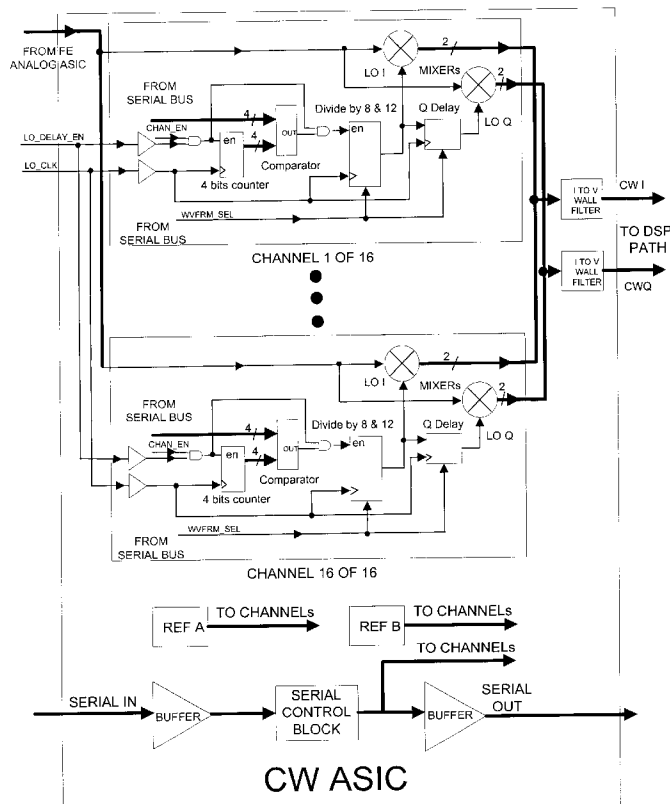 FROM FE
ANALOG ASIC
LO I
MIXERs
2
2
FROM
SERIAL BUS
Divide by 8 & 12
Q Delay
LO Q
LO_DELAY_EN
CHAN_EN
4
4
en
OUT
en
LO_CLK
Comparator
4 bits counter
FROM
SERIAL BUS
WVFRM_SEL
CHANNEL 1 OF 16
I TO V
WALL
FILTER
CW I
TO DSP
PATH
I TO V
WALL
FILTER
CWQ
LO I
MIXERs
2
2
FROM
SERIAL BUS
Divide by 8 & 12
Q Delay
LO Q
CHAN_EN
4
4
en
OUT
en
Comparator
4 bits counter
FROM
SERIAL BUS
WVFRM_SEL
CHANNEL 16 OF 16
REF A
TO CHANNELs
REF B
TO CHANNELs
TO CHANNELs
SERIAL IN
BUFFER
SERIAL
CONTROL
BLOCK
BUFFER
SERIAL
OUT
CW ASIC